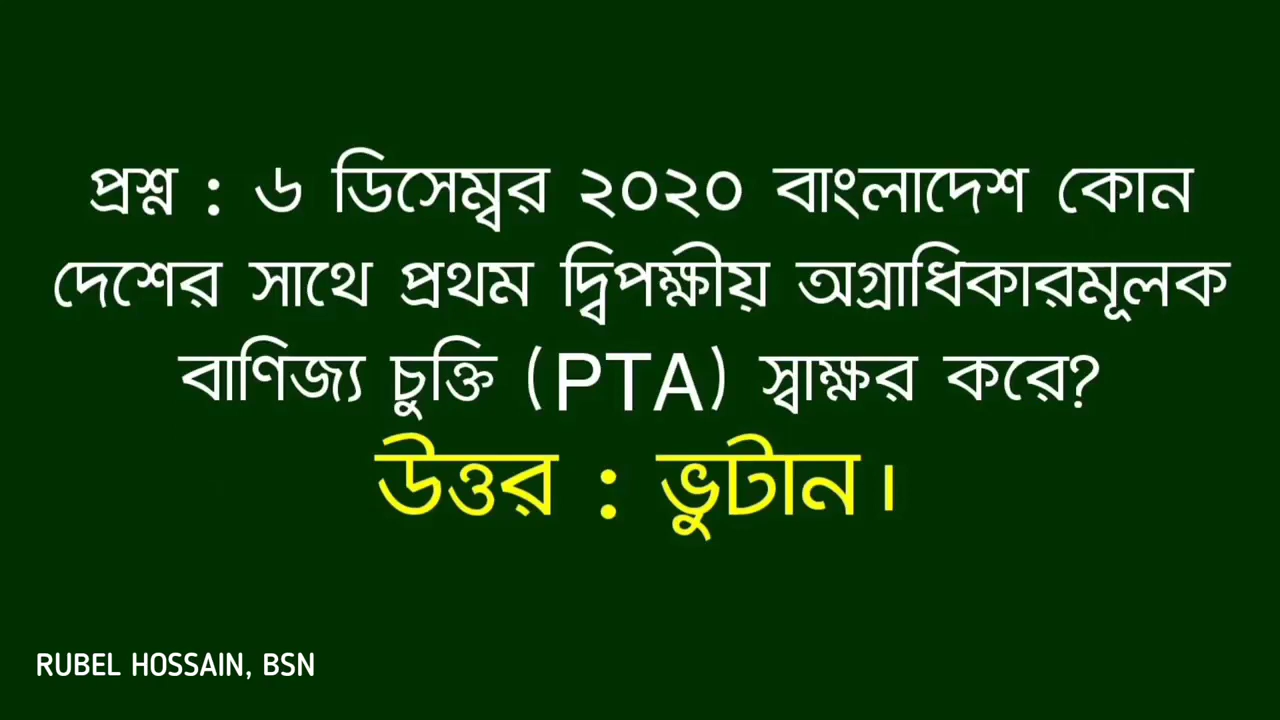 প্রশ্ন : ৬ ডিসেম্বর ২০২০ বাংলাদেশ কোন
দেশের সাথে প্রথম দ্বিপক্ষীয় অগ্রাধিকারমূলক
বাণিজ্য চুক্তি (PTA) স্বাক্ষর করে?
উত্তর : ভুটান।
RUBEL HOSSAIN, BSN